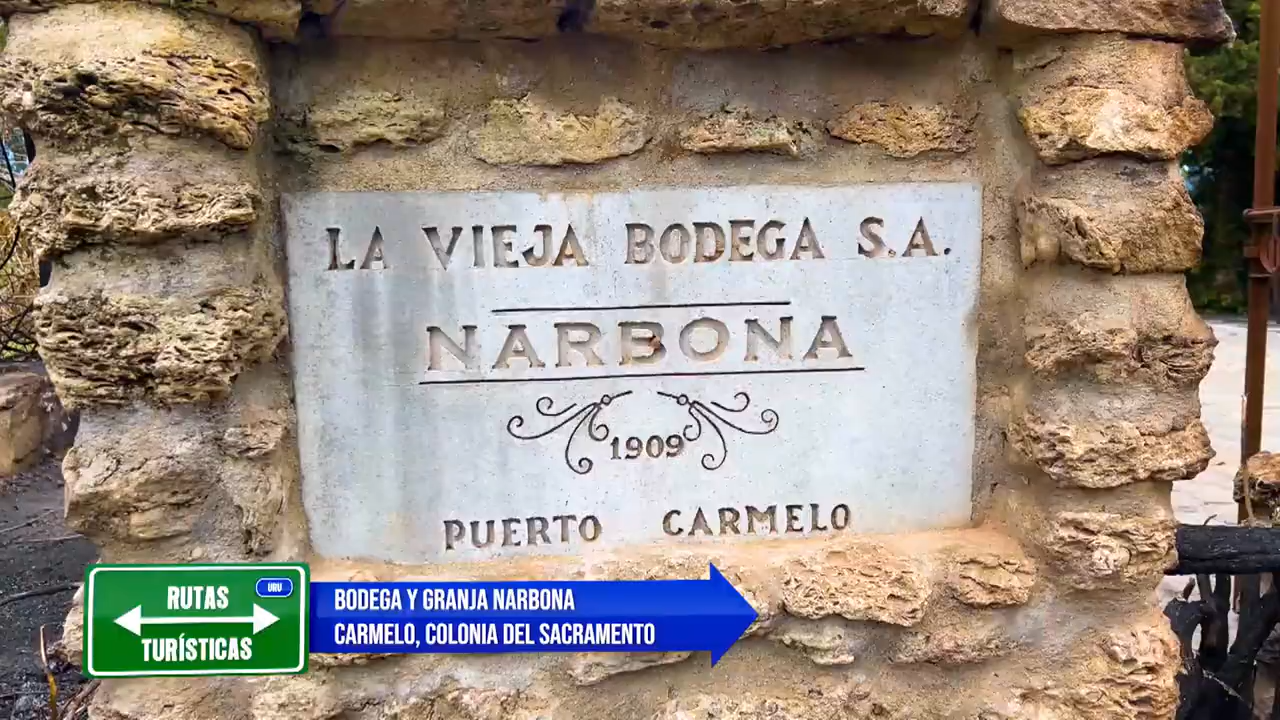 LA VIEJA BODEGA S.A.
NARBONA
1909
PUERTO CARMELO
RUTAS
URU
TURÍSTICAS
BODEGA Y GRANJA NARBONA
CARMELO, COLONIA DEL SACRAMENTO